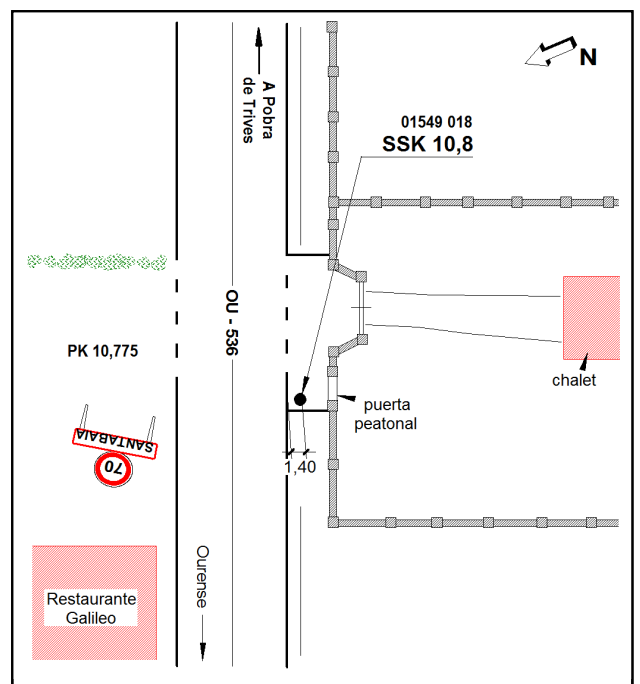 A Pobra
de Trives
N
01549 018
SSK 10,8
OU - 536
PK 10,775
chalet
puerta
peatonal
SANTABAIA
70
1,40
Ourense
Restaurante
Galileo